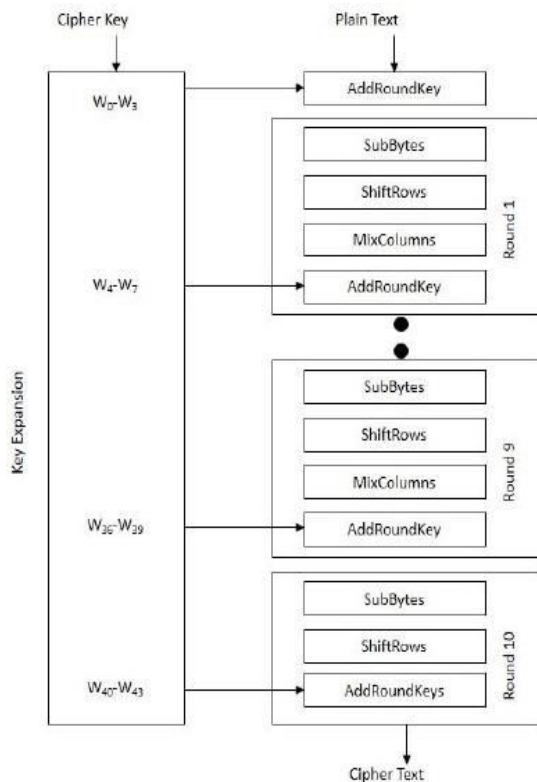 Cipher Key
Plain Text
W₀-W₃
AddRoundKey
SubBytes
ShiftRows
MixColumns
W₄-W₇
AddRoundKey
Round 1
Key Expansion
SubBytes
ShiftRows
MixColumns
W₃₆-W₃₉
AddRoundKey
Round 9
SubBytes
ShiftRows
W₄₀-W₄₃
AddRoundKeys
Round 10
Cipher Text